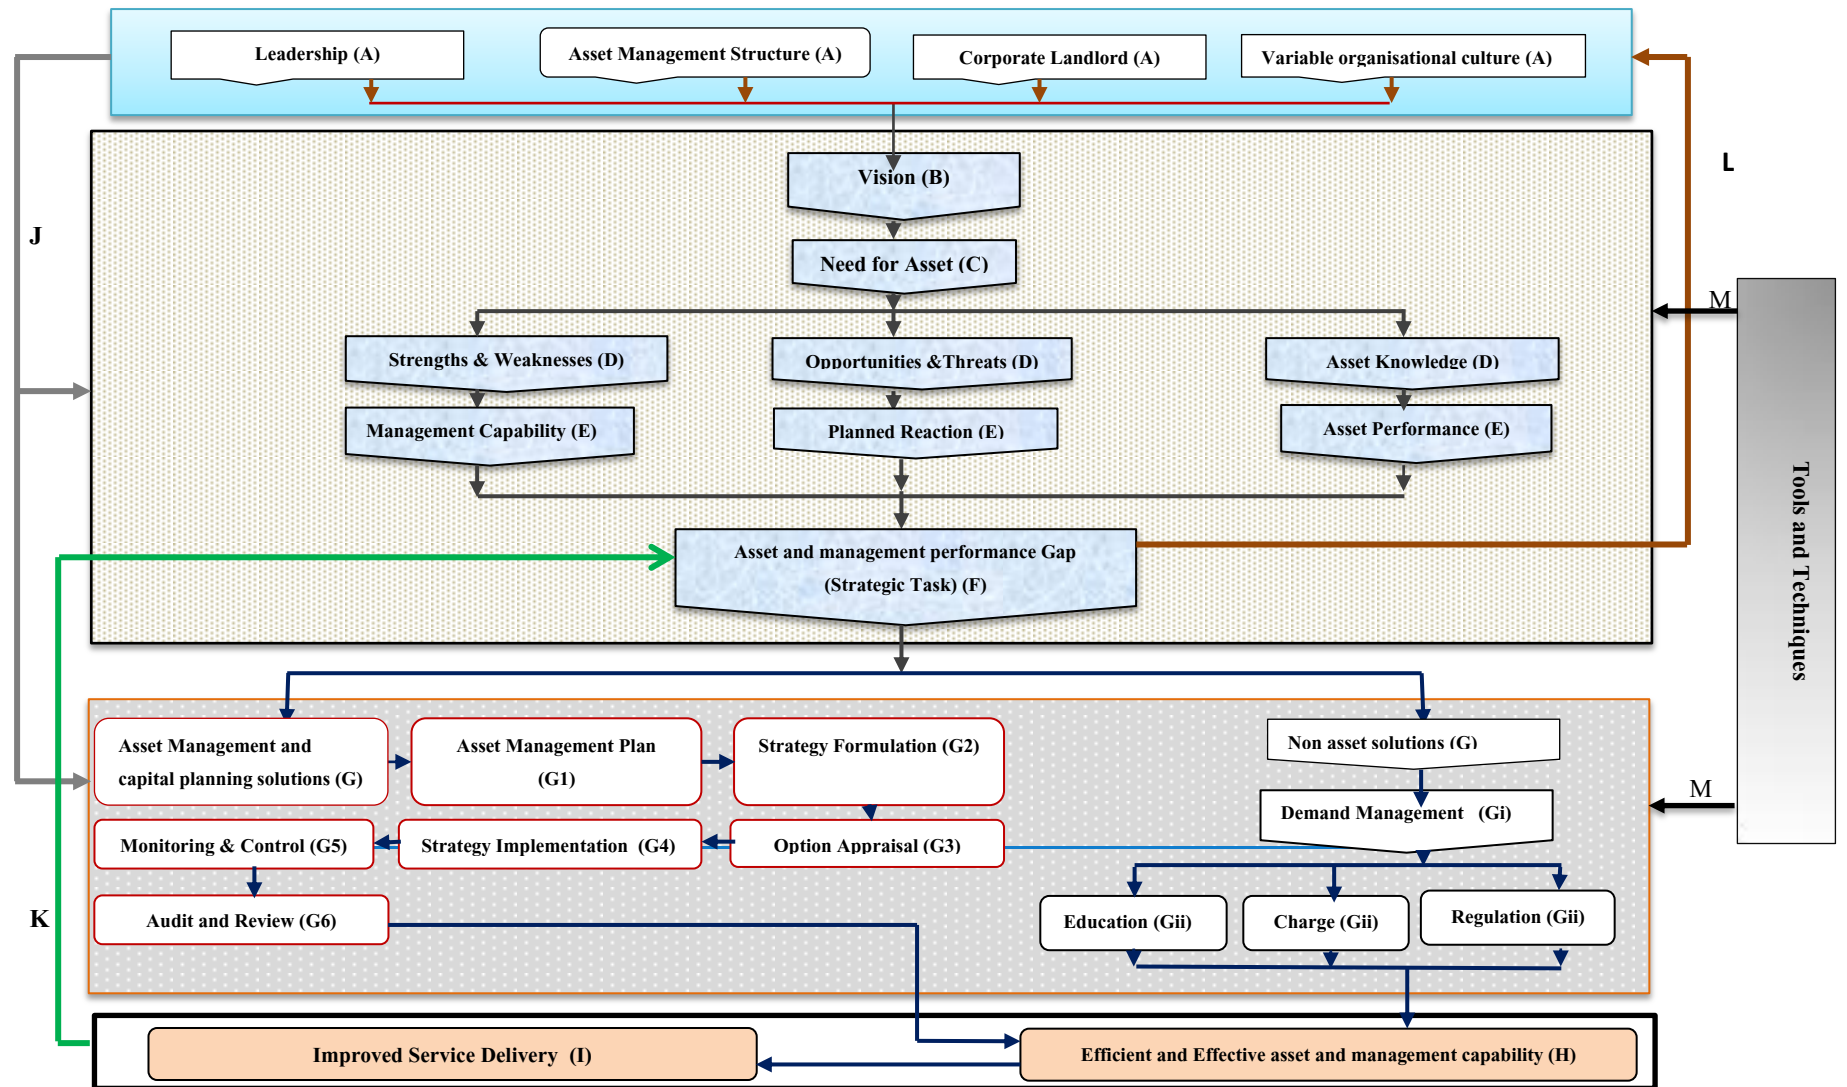 Leadership (A)
Asset Management Structure (A)
Corporate Landlord (A)
Variable organisational culture (A)
Vision (B)
L
J
Need for Asset (C)
M
Strengths & Weaknesses (D)
Opportunities &Threats (D)
Asset Knowledge (D)
Management Capability (E)
Planned Reaction (E)
Asset Performance (E)
Tools and Techniques
Asset and management performance Gap
(Strategic Task) (F)
Asset Management and
capital planning solutions (G)
Asset Management Plan
(G1)
Strategy Formulation (G2)
Non asset solutions (G)
M
Demand Management (Gi)
Monitoring & Control (G5)
Strategy Implementation (G4)
Option Appraisal (G3)
K
Audit and Review (G6)
Education (Gii)
Charge (Gii)
Regulation (Gii)
Improved Service Delivery (I)
Efficient and Effective asset and management capability (H)